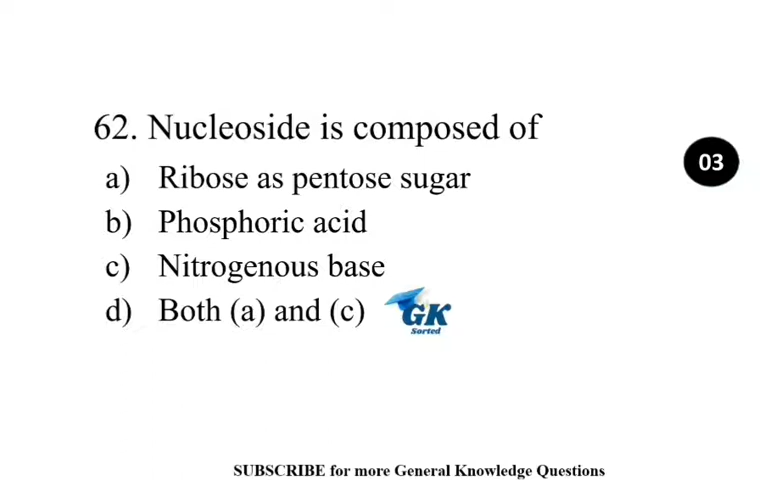 62. Nucleoside is composed of
03
a) Ribose as pentose sugar
b) Phosphoric acid
c) Nitrogenous base
d) Both (a) and (c)
GK
Sorted
SUBSCRIBE for more General Knowledge Questions